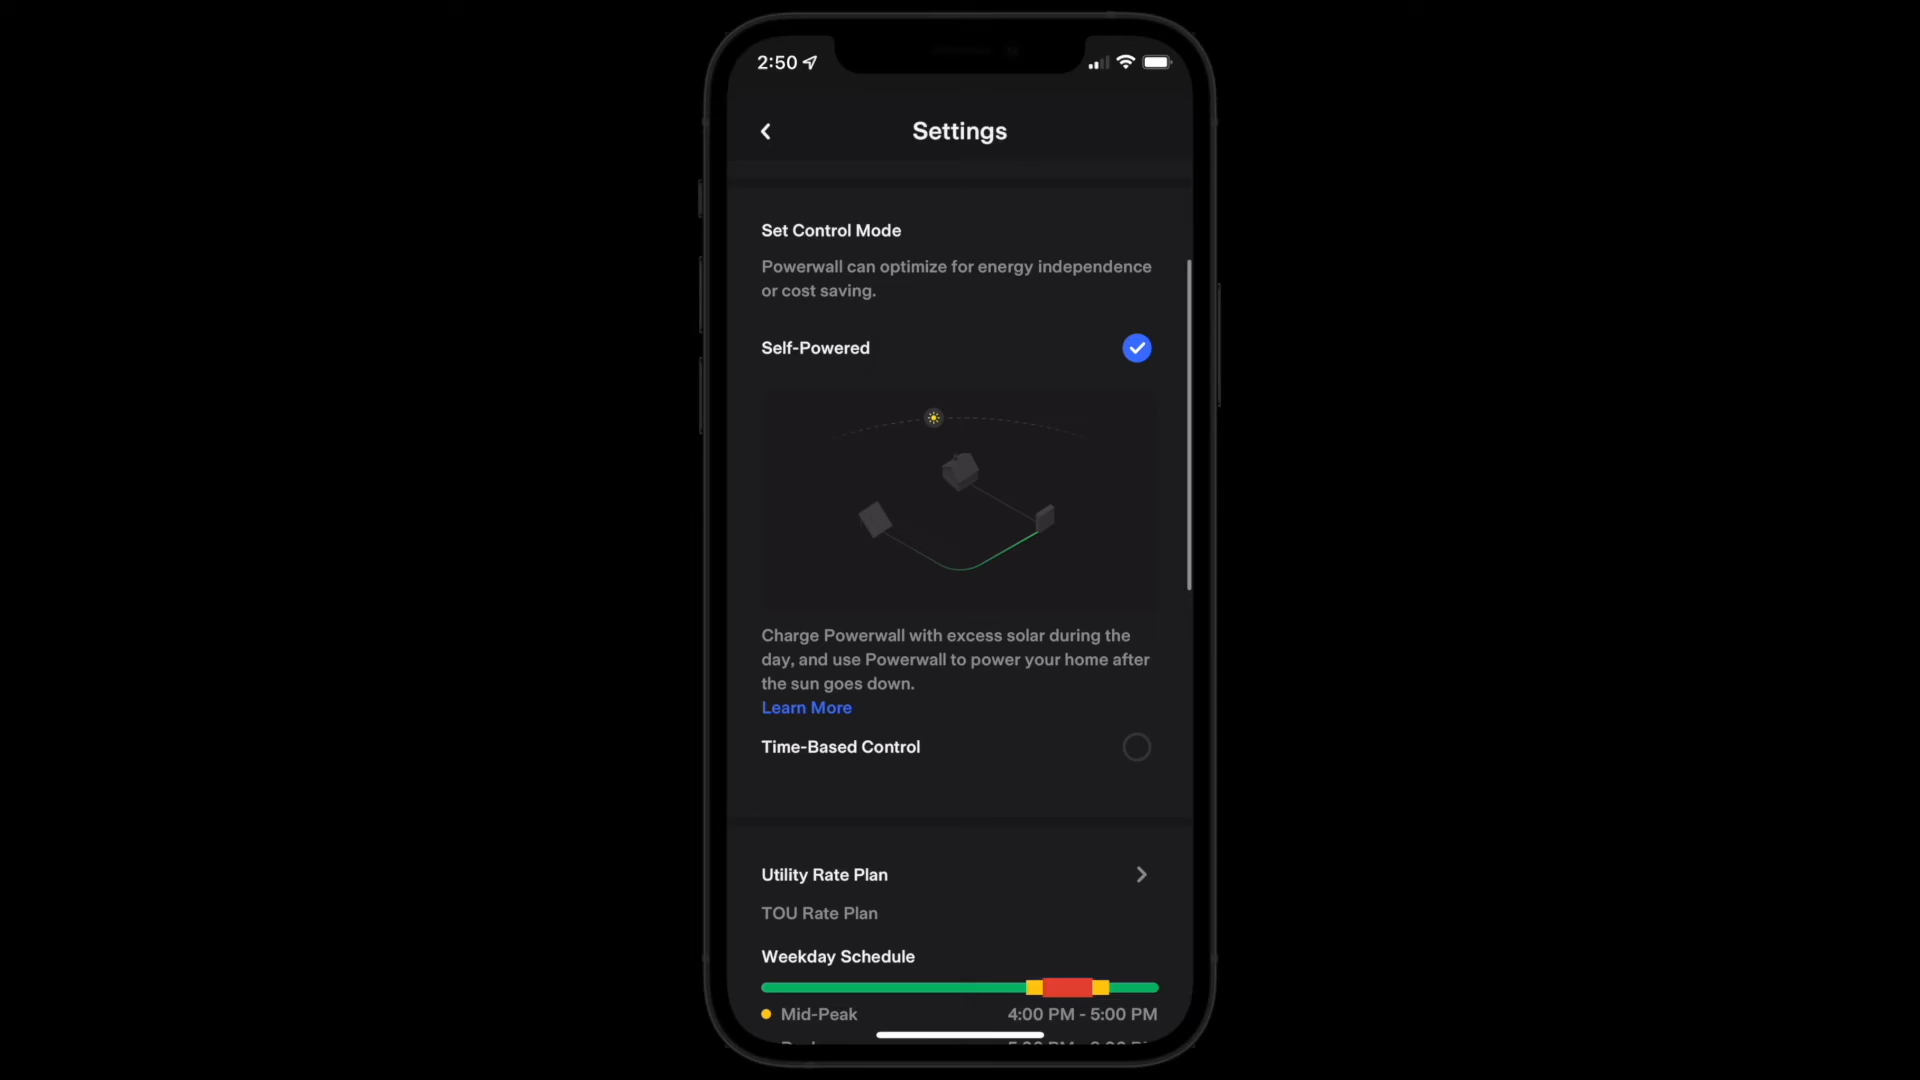 2:50
Settings
Set Control Mode
Powerwall can optimize for energy independence
or cost saving.
Self-Powered
Charge Powerwall with excess solar during the
day, and use Powerwall to power your home after
the sun goes down.
Learn More
Time-Based Control
Utility Rate Plan
TOU Rate Plan
Weekday Schedule
Mid-Peak 4:00 PM - 5:00 PM